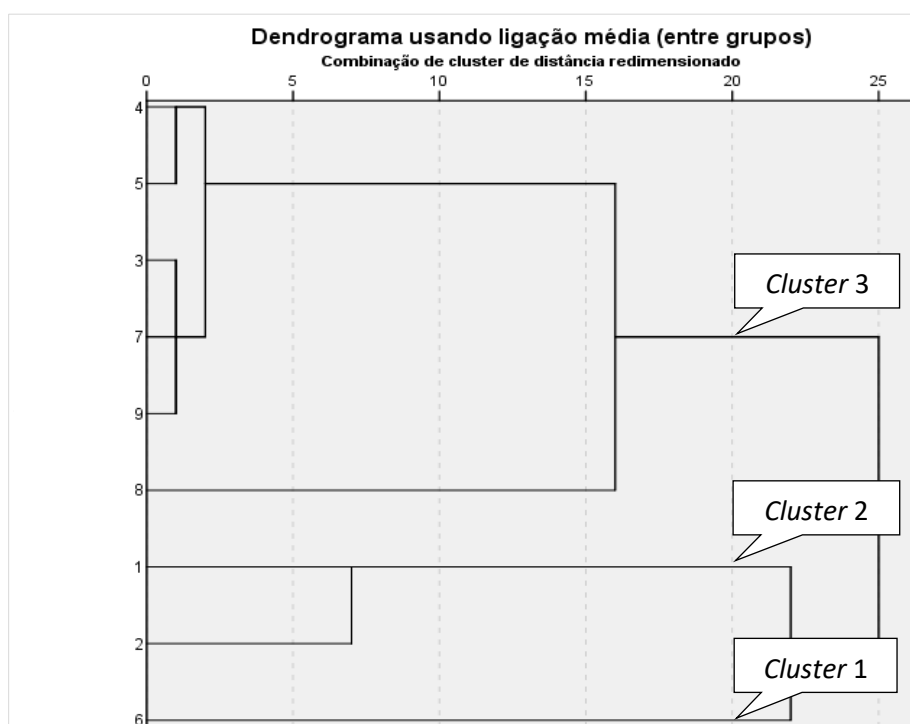 Dendrograma usando ligação média (entre grupos)
Combinação de cluster de distância redimensionado
0 5 10 15 20 25
4
5
3
Cluster 3
7
9
8
Cluster 2
1
2
Cluster 1
6